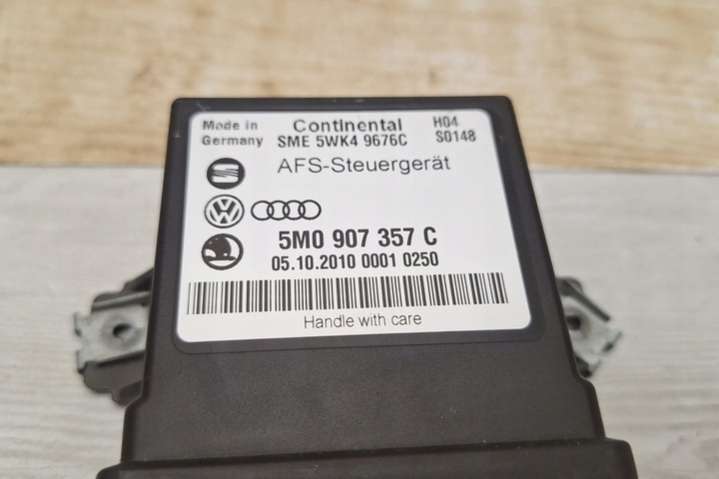 Made in Germany
Continental
SME 5WK4 9676C
H04
S0148
AFS-Steuergerät
5M0 907 357 C
05.10.2010 0001 0250
Handle with care